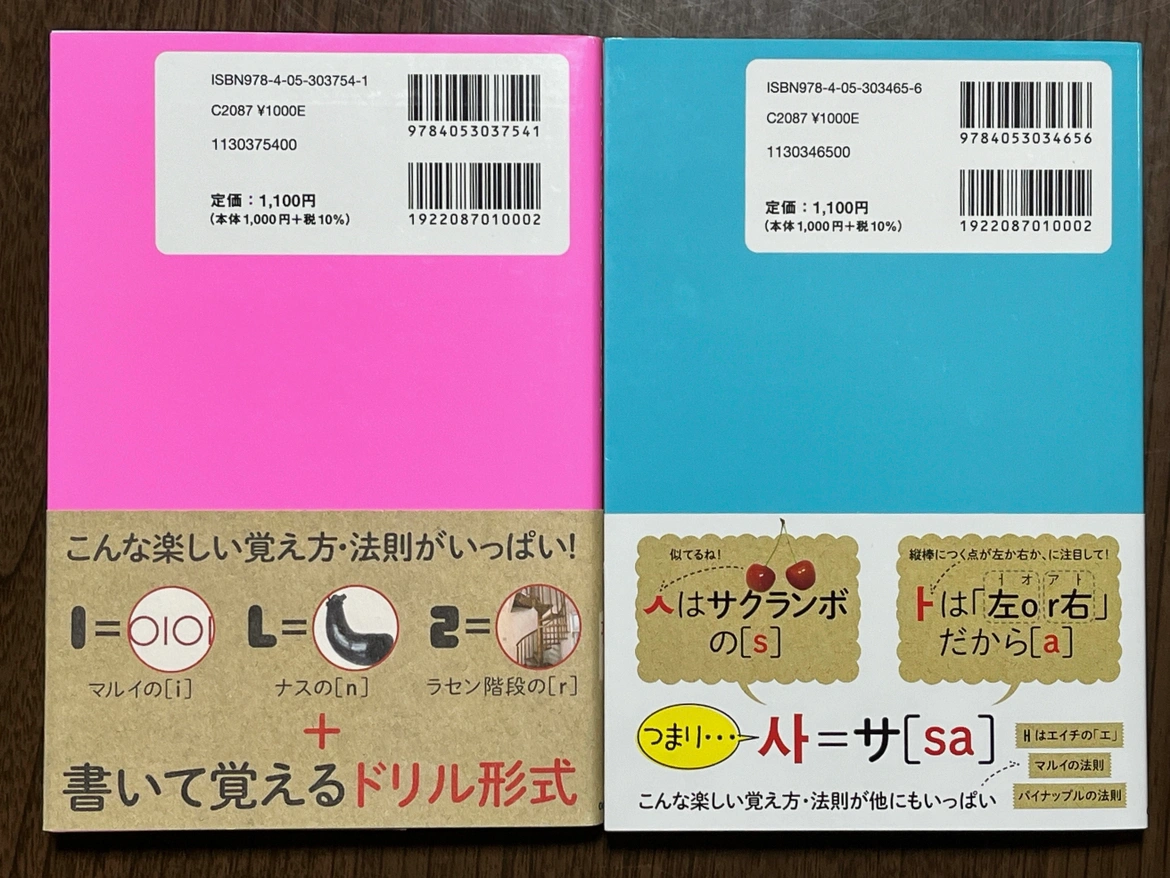 ISBN978-4-05-303754-1
C2087 ¥1000E
1130375400
定価：1,100円
（本体1,000円＋税10%）
9784053037541
1922087010002
こんな楽しい覚え方・法則がいっぱい！
ㅣ=
OIOI
マルイの[i]
ㄴ=
ナスの[n]
ㄹ=
ラセン階段の[r]
+
書いて覚えるドリル形式
ISBN978-4-05-303465-6
C2087 ¥1000E
1130346500
定価：1,100円
（本体1,000円＋税10%）
9784053034656
1922087010002
似てるね！
ㅅはサクランボ
の[s]
縦棒につく点が左か右か、に注目して！
ㅓ オ ア ㅏ
ㅏは「左o r右」
だから[a]
つまり・・・
사=サ[sa]
Hはエイチの「エ」
マルイの法則
パイナップルの法則
こんな楽しい覚え方・法則が他にもいっぱい